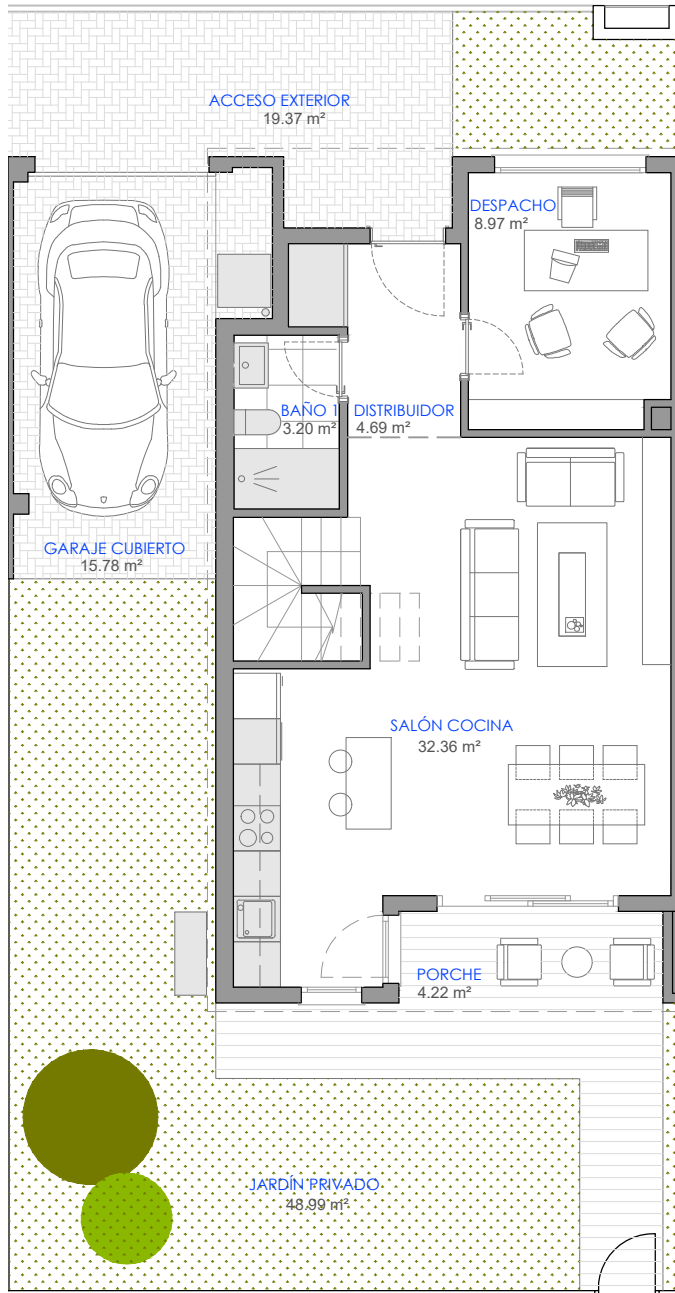 ACCESO EXTERIOR
19.37 m²
DESPACHO
8.97 m²
BAÑO 1
3.20 m²
DISTRIBUIDOR
4.69 m²
GARAJE CUBIERTO
15.78 m²
SALÓN COCINA
32.36 m²
PORCHE
4.22 m²
JARDÍN PRIVADO
48.99 m²